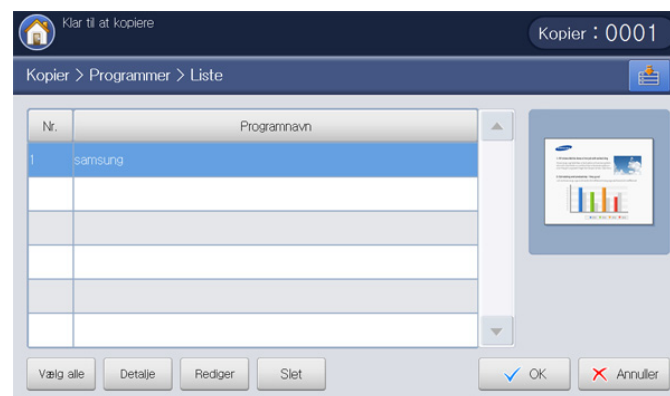 Klar til at kopiere
Kopier : 0001
Kopier > Programmer > Liste
Nr. Programnavn
1 samsung
Vælg alle Detalje Rediger Slet OK Annuller